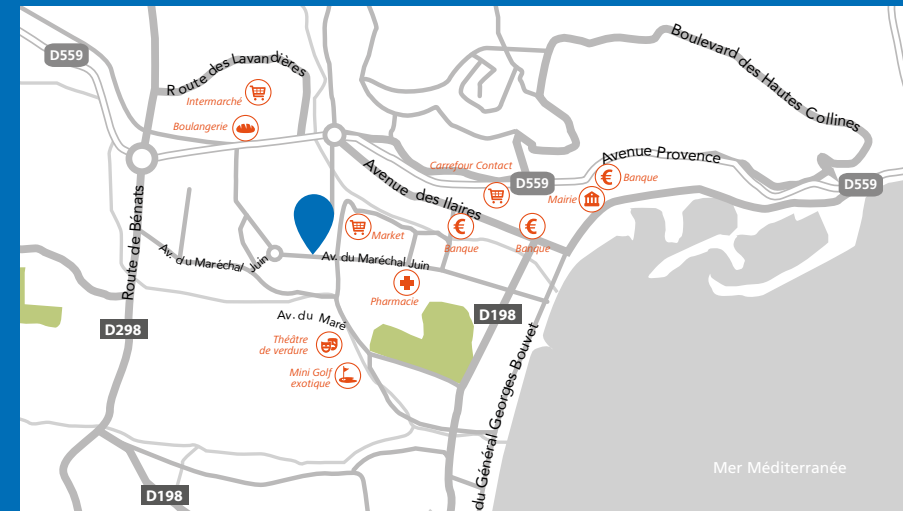 Boulevard des Hautes Collines
D559
Route des Lavandières
Intermarché
Boulangerie
Avenue Provence
Carrefour Contact
Avenue des Ilaires
D559
Banque
D559
Mairie
Route de Bénats
Market
Banque
Banque
Av. du Maréchal Juin
Av. du Maréchal Juin
Pharmacie
D298
Av. du Maré
D198
Théâtre
de verdure
Mini Golf
exotique
du Général Georges Bouvet
Mer Méditerranée
D198